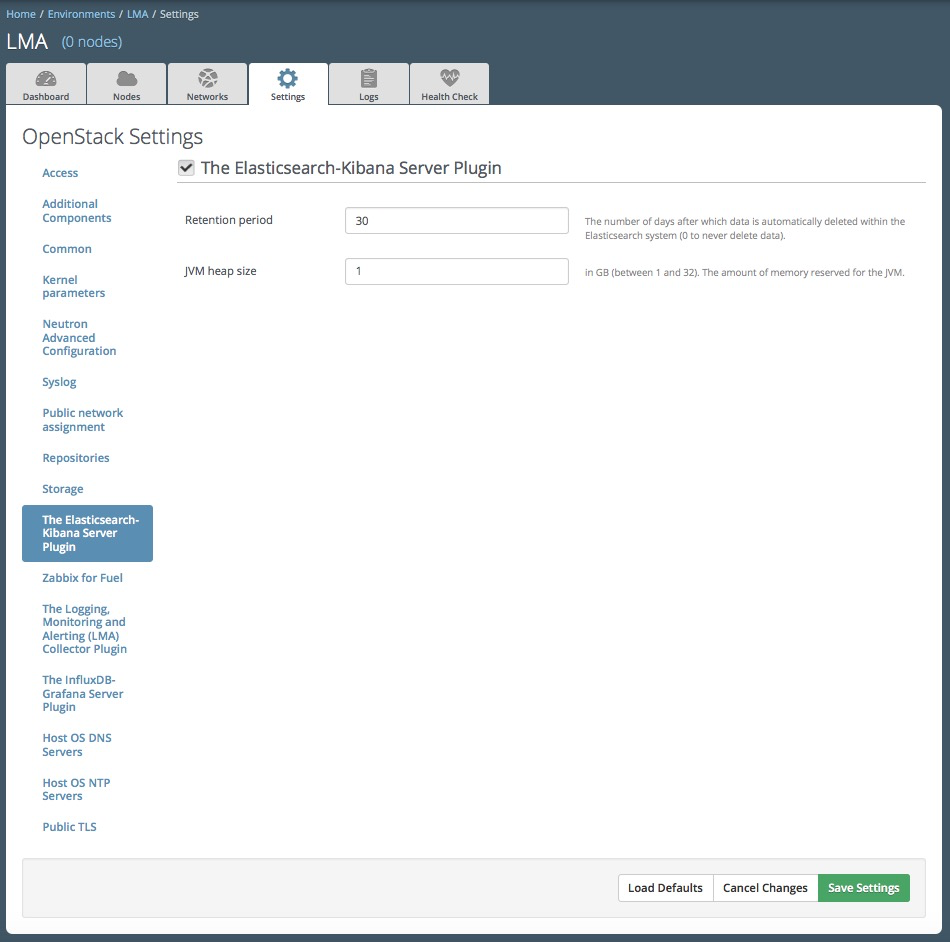 Home / Environments / LMA / Settings
LMA (0 nodes)
Dashboard
Nodes
Networks
Settings
Logs
Health Check
OpenStack Settings
Access
Additional
Components
Common
Kernel
parameters
Neutron
Advanced
Configuration
Syslog
Public network
assignment
Repositories
Storage
The Elasticsearch-
Kibana Server
Plugin
Zabbix for Fuel
The Logging,
Monitoring and
Alerting (LMA)
Collector Plugin
The InfluxDB-
Grafana Server
Plugin
Host OS DNS
Servers
Host OS NTP
Servers
Public TLS
The Elasticsearch-Kibana Server Plugin
Retention period
30
The number of days after which data is automatically deleted within the
Elasticsearch system (0 to never delete data).
JVM heap size
1
in GB (between 1 and 32). The amount of memory reserved for the JVM.
Load Defaults
Cancel Changes
Save Settings